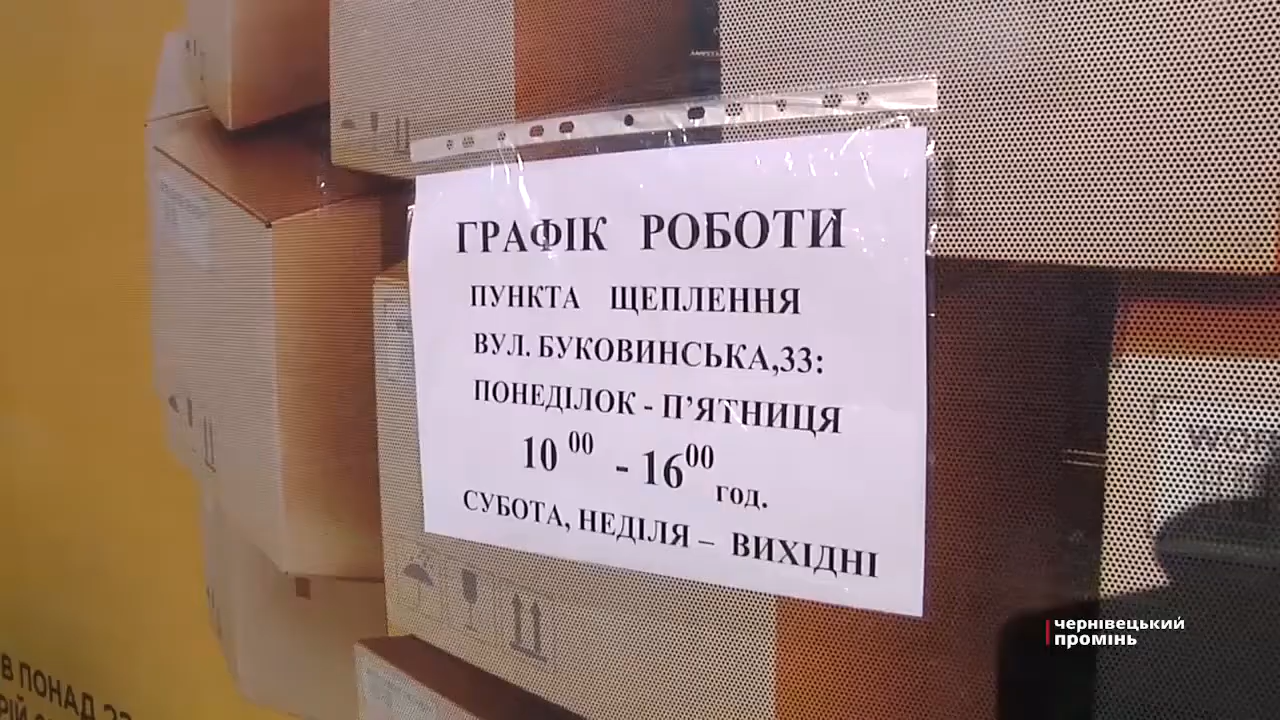 ГРАФІК РОБОТИ
ПУНКТА ЩЕПЛЕННЯ
ВУЛ. БУКОВИНСЬКА,33:
ПОНЕДІЛОК - П’ЯТНИЦЯ
10 00 - 16 00 год.
СУБОТА, НЕДІЛЯ – ВИХІДНІ
чернівецький
промінь
В ПОНАД